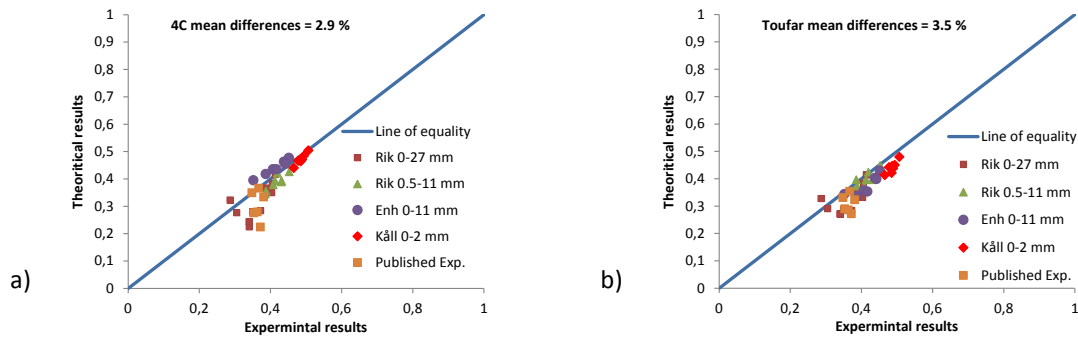 a)
4C mean differences = 2.9 %
Theoritical results
1
0,9
0,8
0,7
0,6
0,5
0,4
0,3
0,2
0,1
0
0 0,2 0,4 0,6 0,8 1
Expermintal results
Line of equality
Rik 0-27 mm
Rik 0.5-11 mm
Enh 0-11 mm
Kåll 0-2 mm
Published Exp.
b)
Toufar mean differences = 3.5 %
Theoritical results
1
0,9
0,8
0,7
0,6
0,5
0,4
0,3
0,2
0,1
0
0 0,2 0,4 0,6 0,8 1
Expermintal results
Line of equality
Rik 0-27 mm
Rik 0.5-11 mm
Enh 0-11 mm
Kåll 0-2 mm
Published Exp.